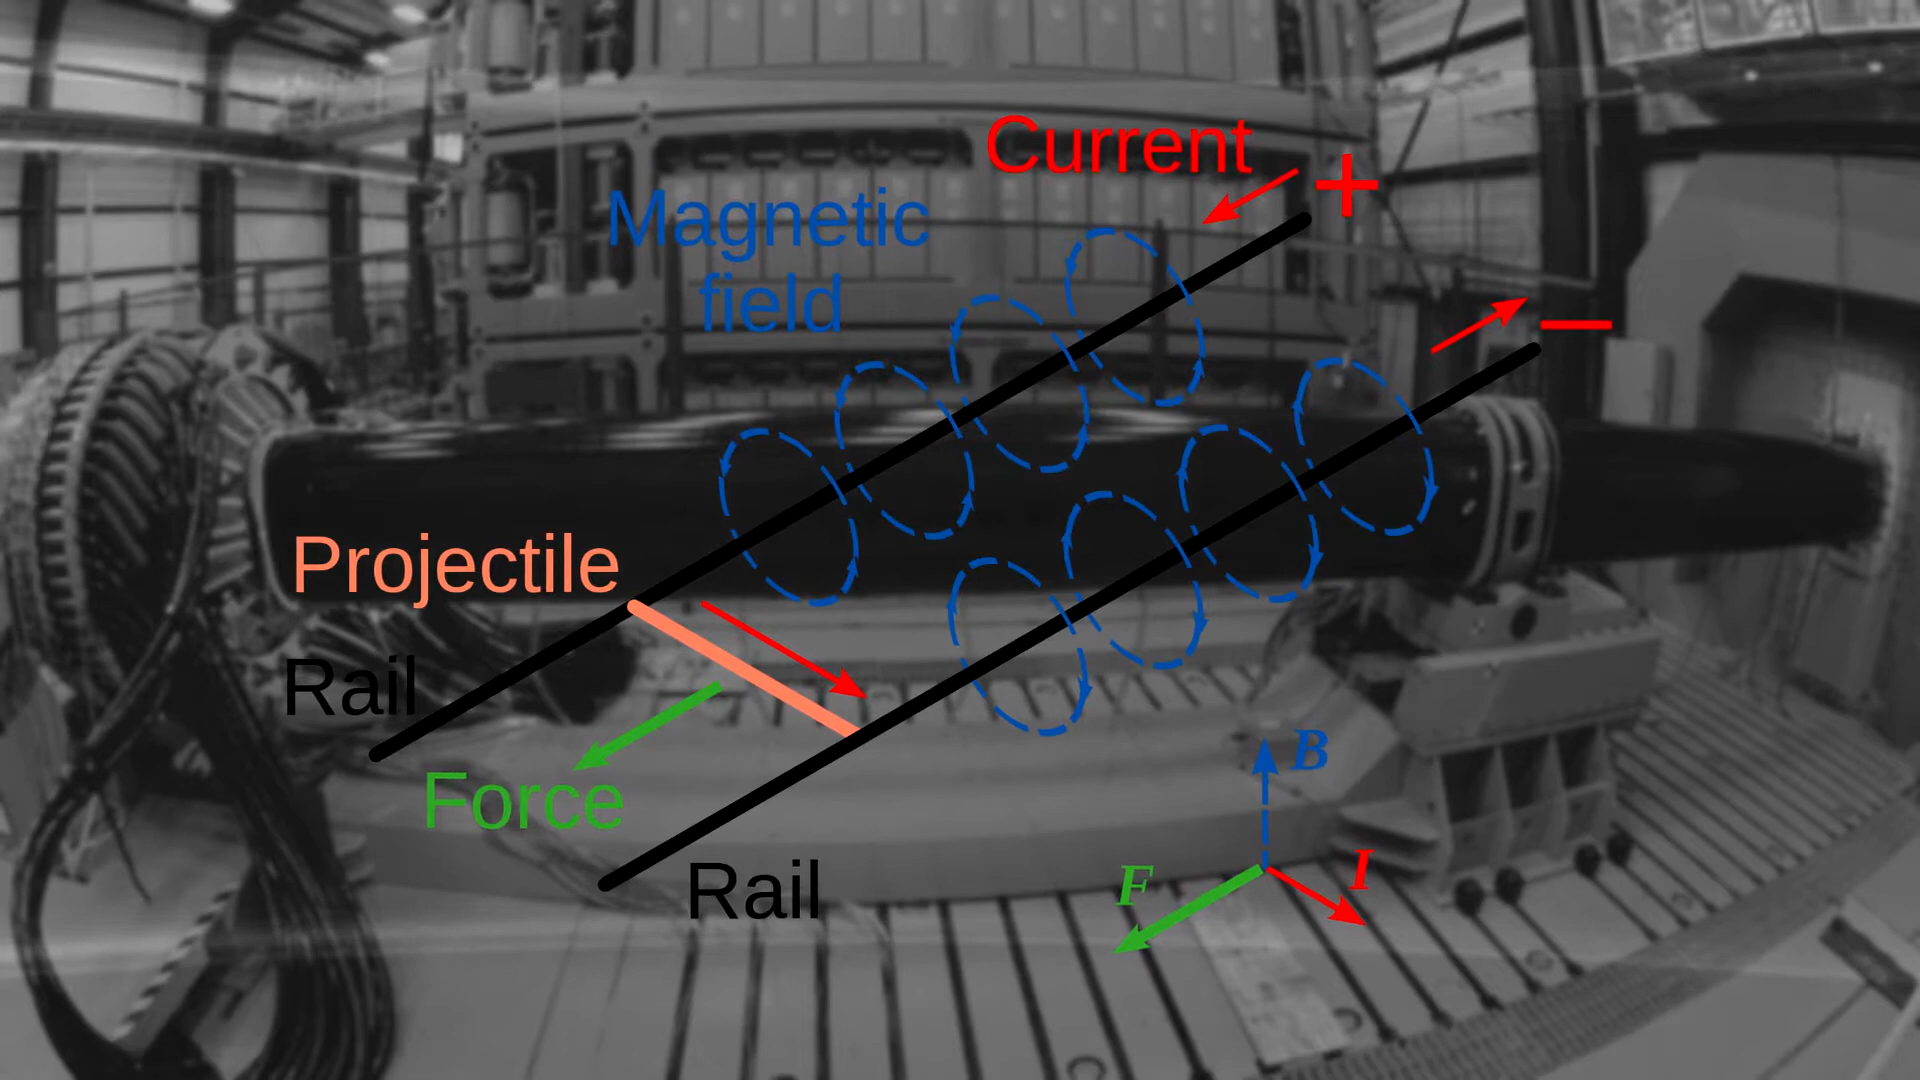 Current
+
Magnetic
field
−
Projectile
Rail
Force
B
F
I
Rail